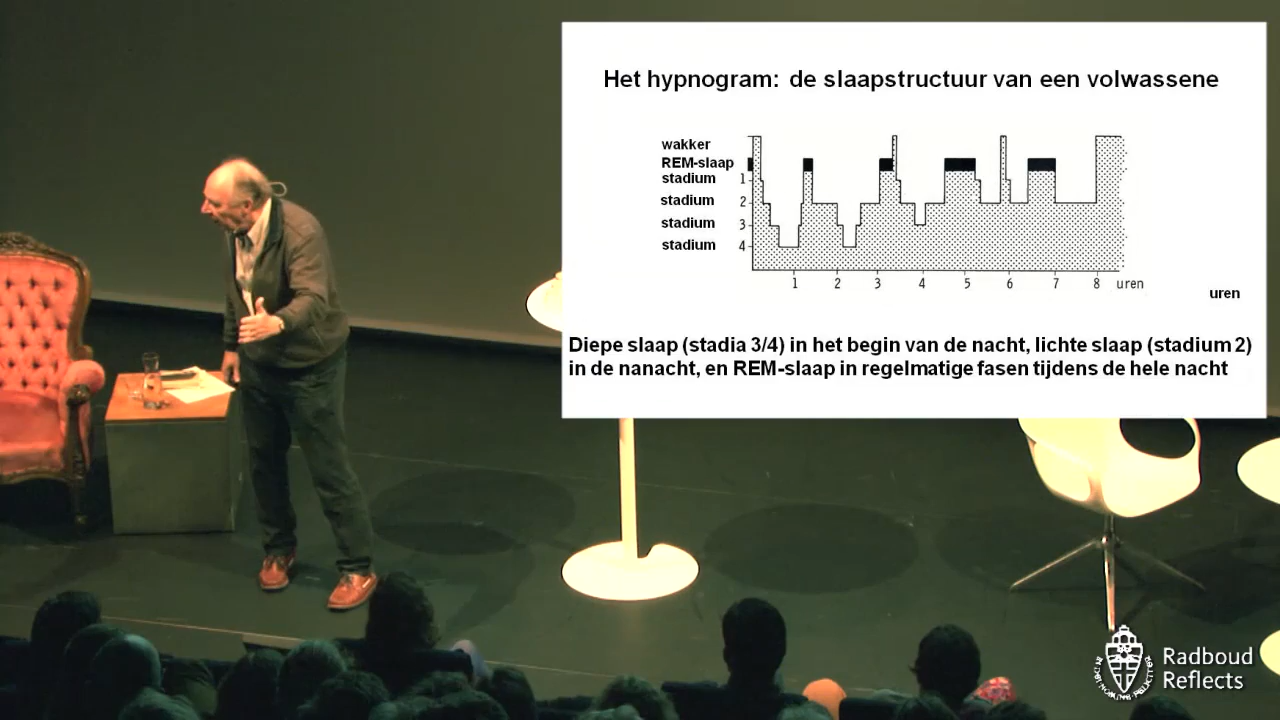 Het hypnogram: de slaapstructuur van een volwassene
wakker
REM-slaap
stadium 1
stadium 2
stadium 3
stadium 4
1 2 3 4 5 6 7 8 uren
uren
Diepe slaap (stadia 3/4) in het begin van de nacht, lichte slaap (stadium 2)
in de nanacht, en REM-slaap in regelmatige fasen tijdens de hele nacht
Radboud
Reflects